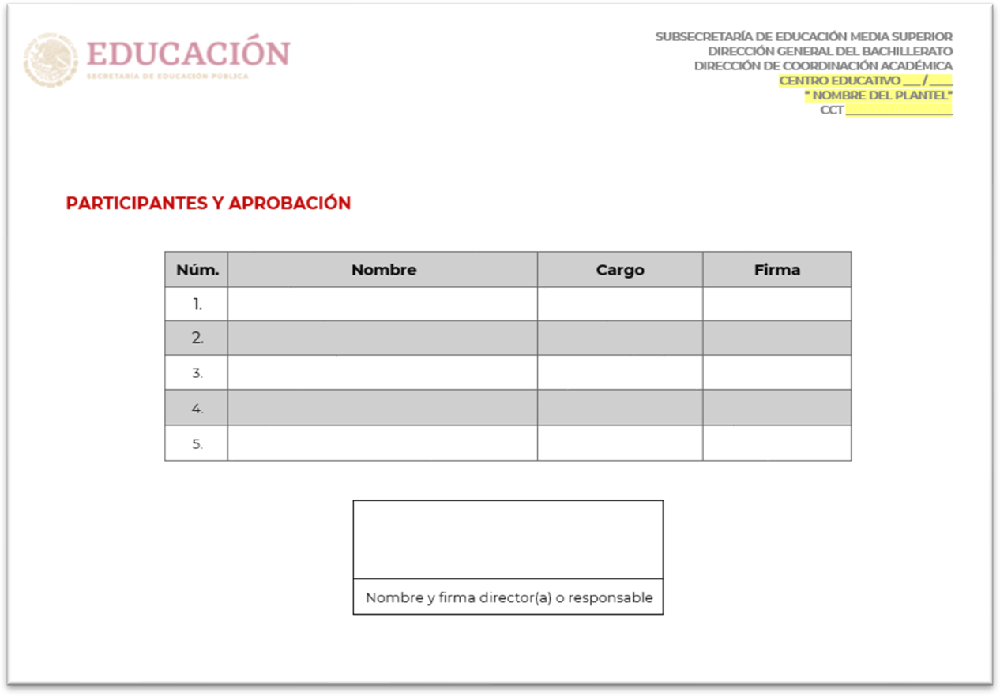 EDUCACIÓN
SECRETARÍA DE EDUCACIÓN PÚBLICA
SUBSECRETARÍA DE EDUCACIÓN MEDIA SUPERIOR
DIRECCIÓN GENERAL DEL BACHILLERATO
DIRECCIÓN DE COORDINACIÓN ACADÉMICA
CENTRO EDUCATIVO ___ / ____
" NOMBRE DEL PLANTEL"
CCT ___________________
PARTICIPANTES Y APROBACIÓN
Núm. Nombre Cargo Firma
1.
2.
3.
4.
5.
Nombre y firma director(a) o responsable